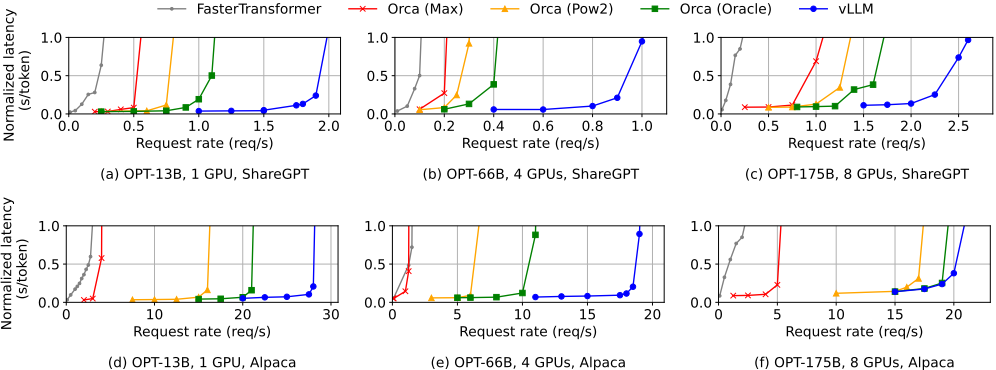 FasterTransformer Orca (Max) Orca (Pow2) Orca (Oracle) vLLM
Normalized latency
(s/token)
1.0
0.5
0.0
0.0 0.5 1.0 1.5 2.0
Request rate (req/s)
(a) OPT-13B, 1 GPU, ShareGPT
1.0
0.5
0.0
0.0 0.2 0.4 0.6 0.8 1.0
Request rate (req/s)
(b) OPT-66B, 4 GPUs, ShareGPT
1.0
0.5
0.0
0.0 0.5 1.0 1.5 2.0 2.5
Request rate (req/s)
(c) OPT-175B, 8 GPUs, ShareGPT
Normalized latency
(s/token)
1.0
0.5
0.0
0 10 20 30
Request rate (req/s)
(d) OPT-13B, 1 GPU, Alpaca
1.0
0.5
0.0
0 5 10 15 20
Request rate (req/s)
(e) OPT-66B, 4 GPUs, Alpaca
1.0
0.5
0.0
0 5 10 15 20
Request rate (req/s)
(f) OPT-175B, 8 GPUs, Alpaca